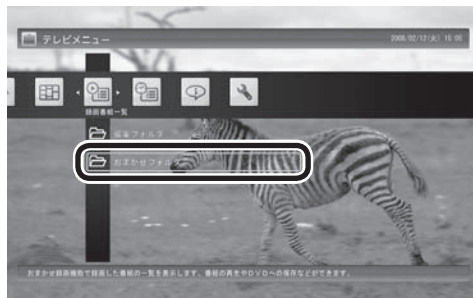 テレビメニュー
2008/02/12(火) 15:05
録画番組一覧
録画フォルダ
おまかせフォルダ
おまかせ録画機能で録画した番組の一覧を表示します。番組の再生やDVDへの保存などができます。